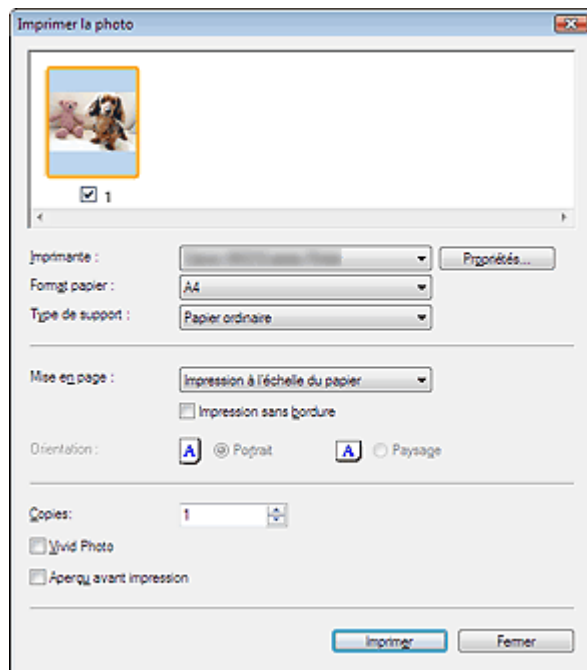 Imprimer la photo
1
Imprimante :
Propriétés...
Format papier :
A4
Type de support :
Papier ordinaire
Mise en page :
Impression à l'échelle du papier
Impression sans bordure
Orientation :
A
Portrait
A
Paysage
Copies:
1
Vivid Photo
Aperçu avant impression
Imprimer
Fermer